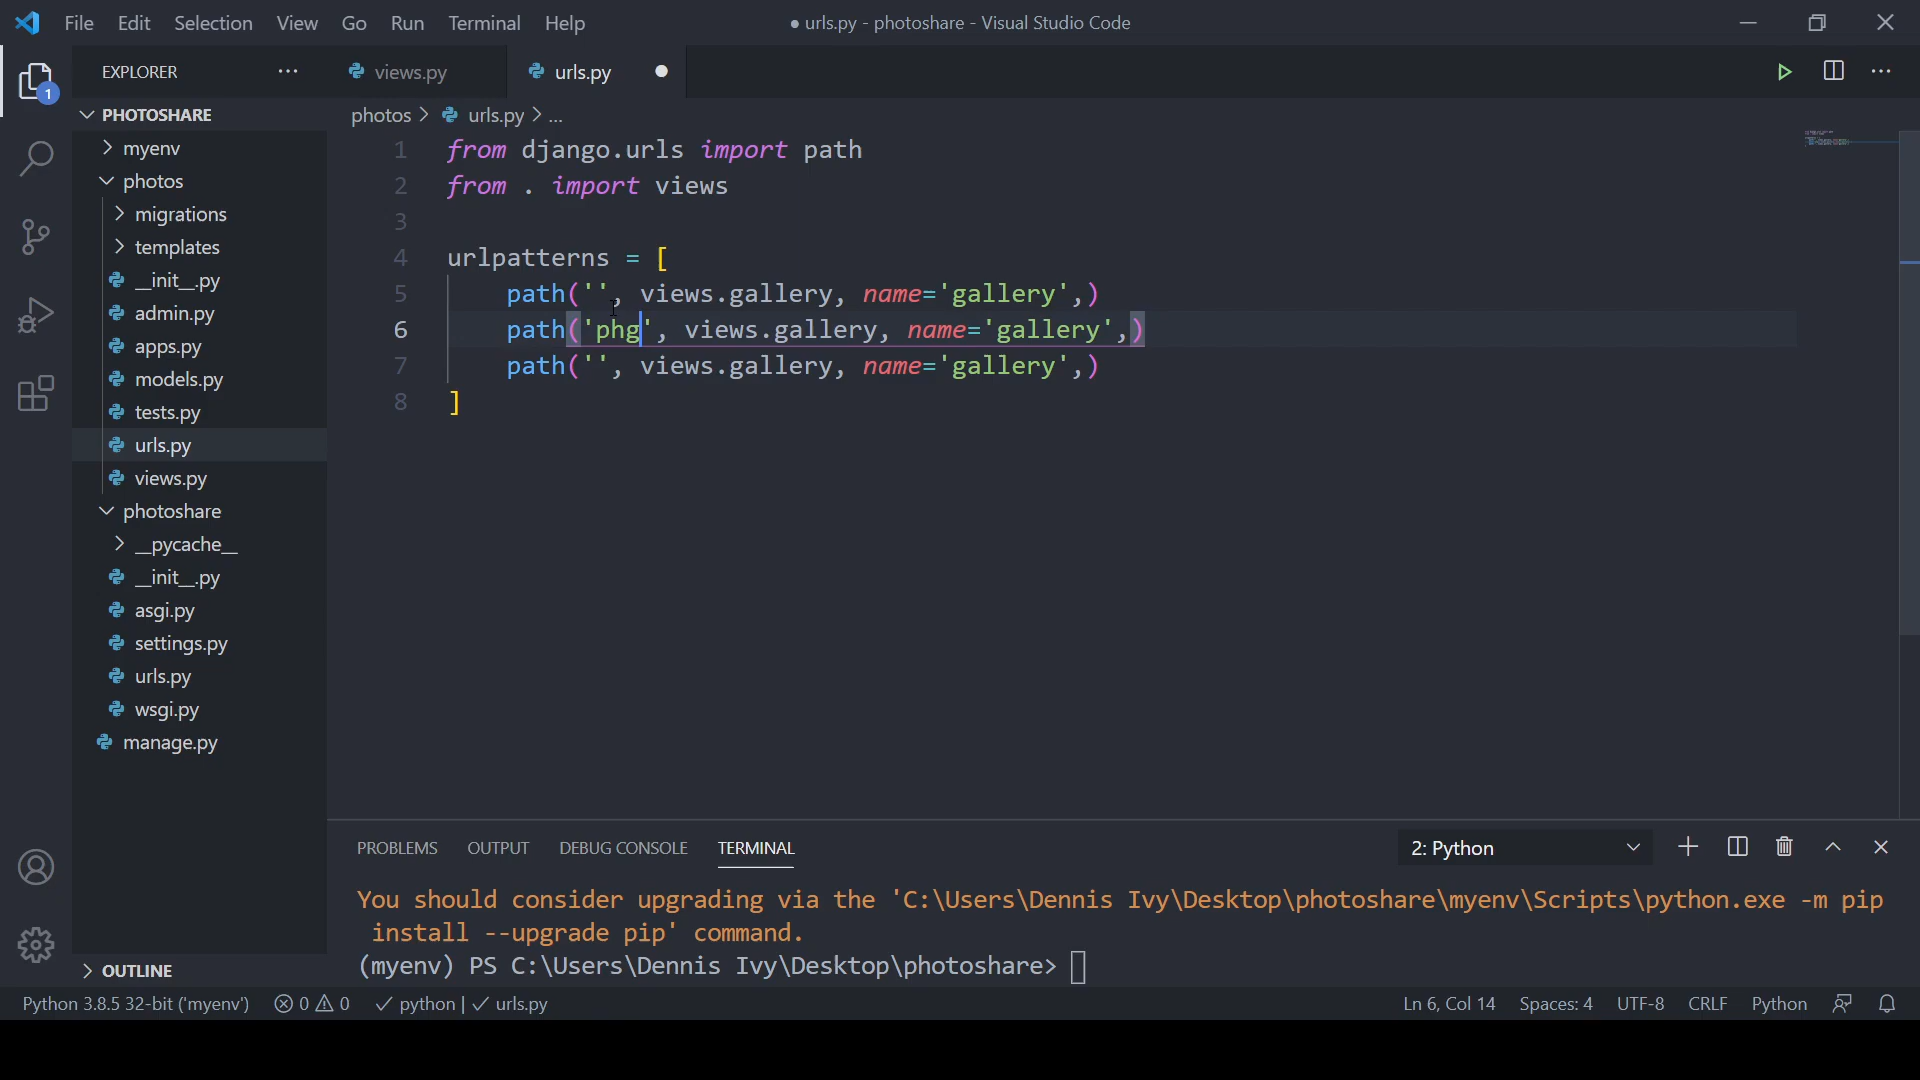 File Edit Selection View Go Run Terminal Help
● urls.py - photoshare - Visual Studio Code
EXPLORER ...
views.py
urls.py
1
PHOTOSHARE
myenv
photos
migrations
templates
__init__.py
admin.py
apps.py
models.py
tests.py
urls.py
views.py
photoshare
__pycache__
__init__.py
asgi.py
settings.py
urls.py
wsgi.py
manage.py
OUTLINE
photos > urls.py > ...
1 from django.urls import path
2 from . import views
3
4 urlpatterns = [
5 path('', views.gallery, name='gallery',)
6 path('phg', views.gallery, name='gallery',)
7 path('', views.gallery, name='gallery',)
8 ]
PROBLEMS OUTPUT DEBUG CONSOLE TERMINAL
2: Python
You should consider upgrading via the 'C:\Users\Dennis Ivy\Desktop\photoshare\myenv\Scripts\python.exe -m pip
install --upgrade pip' command.
(myenv) PS C:\Users\Dennis Ivy\Desktop\photoshare>
Python 3.8.5 32-bit ('myenv') 0 0 ✓ python | ✓ urls.py
Ln 6, Col 14 Spaces: 4 UTF-8 CRLF Python